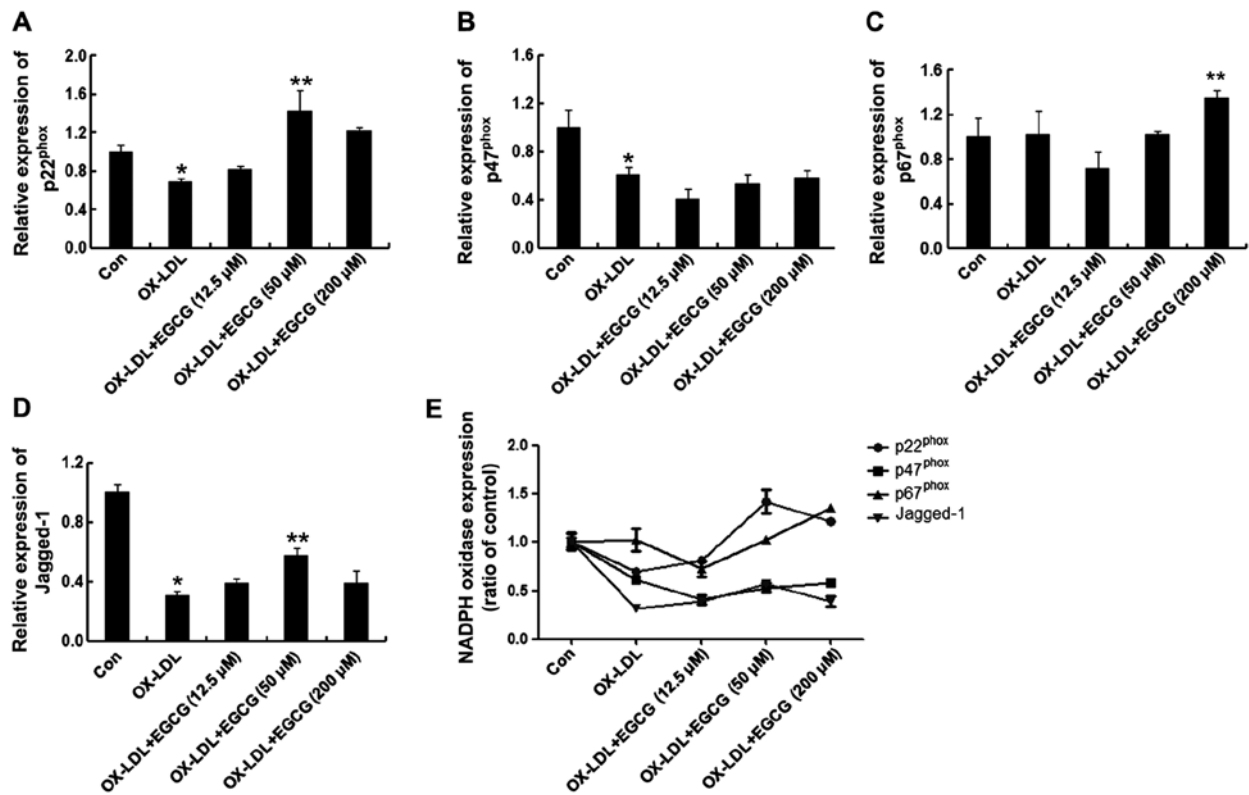 A
Relative expression of
p22phox
2.0
1.6
1.2
0.8
0.4
0.0
*
**
Con
OX-LDL
OX-LDL+EGCG (12.5 µM)
OX-LDL+EGCG (50 µM)
OX-LDL+EGCG (200 µM)
B
Relative expression of
p47phox
1.6
1.2
0.8
0.4
0.0
*
Con
OX-LDL
OX-LDL+EGCG (12.5 µM)
OX-LDL+EGCG (50 µM)
OX-LDL+EGCG (200 µM)
C
Relative expression of
p67phox
1.6
1.2
0.8
0.4
0.0
**
Con
OX-LDL
OX-LDL+EGCG (12.5 µM)
OX-LDL+EGCG (50 µM)
OX-LDL+EGCG (200 µM)
D
Relative expression of
Jagged-1
1.2
0.8
0.4
0.0
*
**
Con
OX-LDL
OX-LDL+EGCG (12.5 µM)
OX-LDL+EGCG (50 µM)
OX-LDL+EGCG (200 µM)
E
NADPH oxidase expression
(ratio of control)
2.0
1.5
1.0
0.5
0.0
Con
OX-LDL
OX-LDL+EGCG (12.5 µM)
OX-LDL+EGCG (50 µM)
OX-LDL+EGCG (200 µM)
p22phox
p47phox
p67phox
Jagged-1